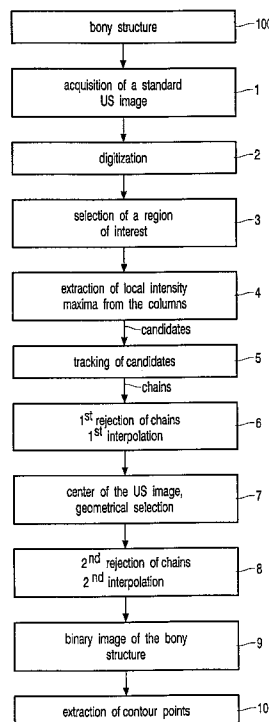 bony structure
100
acquisition of a standard
US image
1
digitization
2
selection of a region
of interest
3
extraction of local intensity
maxima from the columns
4
candidates
tracking of candidates
5
chains
1st rejection of chains
1st interpolation
6
center of the US image,
geometrical selection
7
2nd rejection of chains
2nd interpolation
8
binary image of the bony
structure
9
extraction of contour points
10